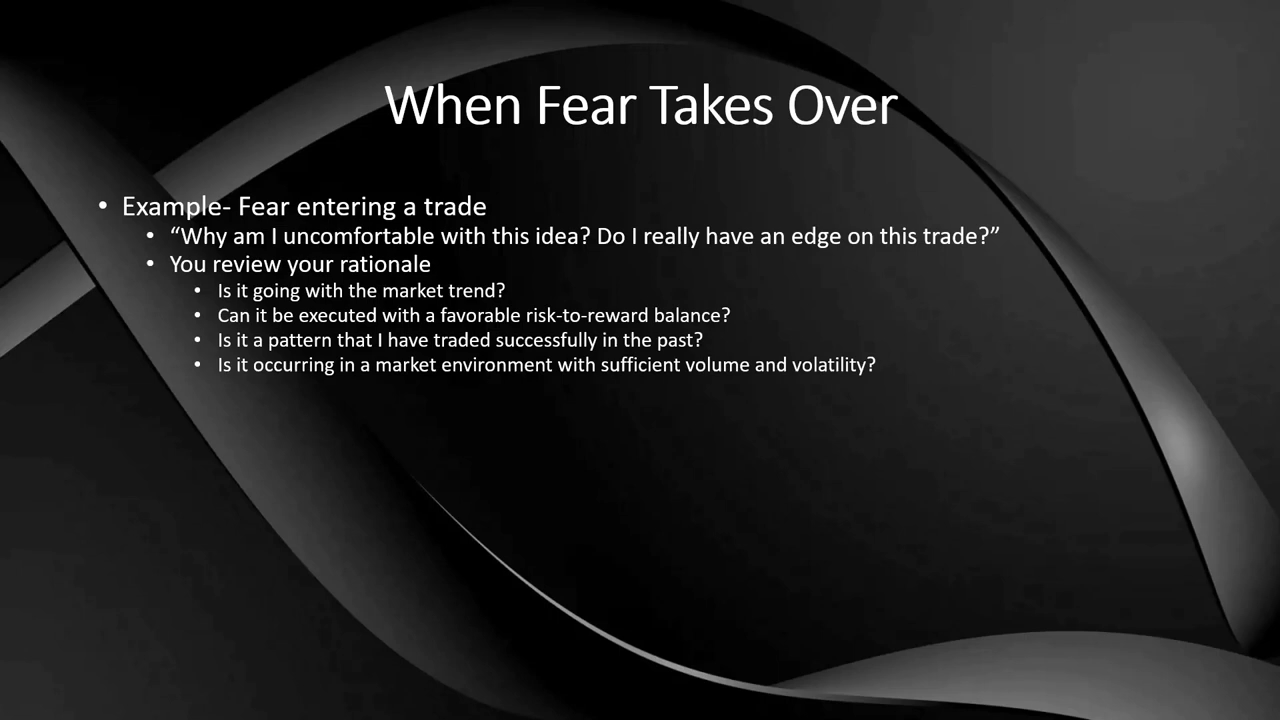 When Fear Takes Over
• Example- Fear entering a trade
• “Why am I uncomfortable with this idea? Do I really have an edge on this trade?”
• You review your rationale
• Is it going with the market trend?
• Can it be executed with a favorable risk-to-reward balance?
• Is it a pattern that I have traded successfully in the past?
• Is it occurring in a market environment with sufficient volume and volatility?